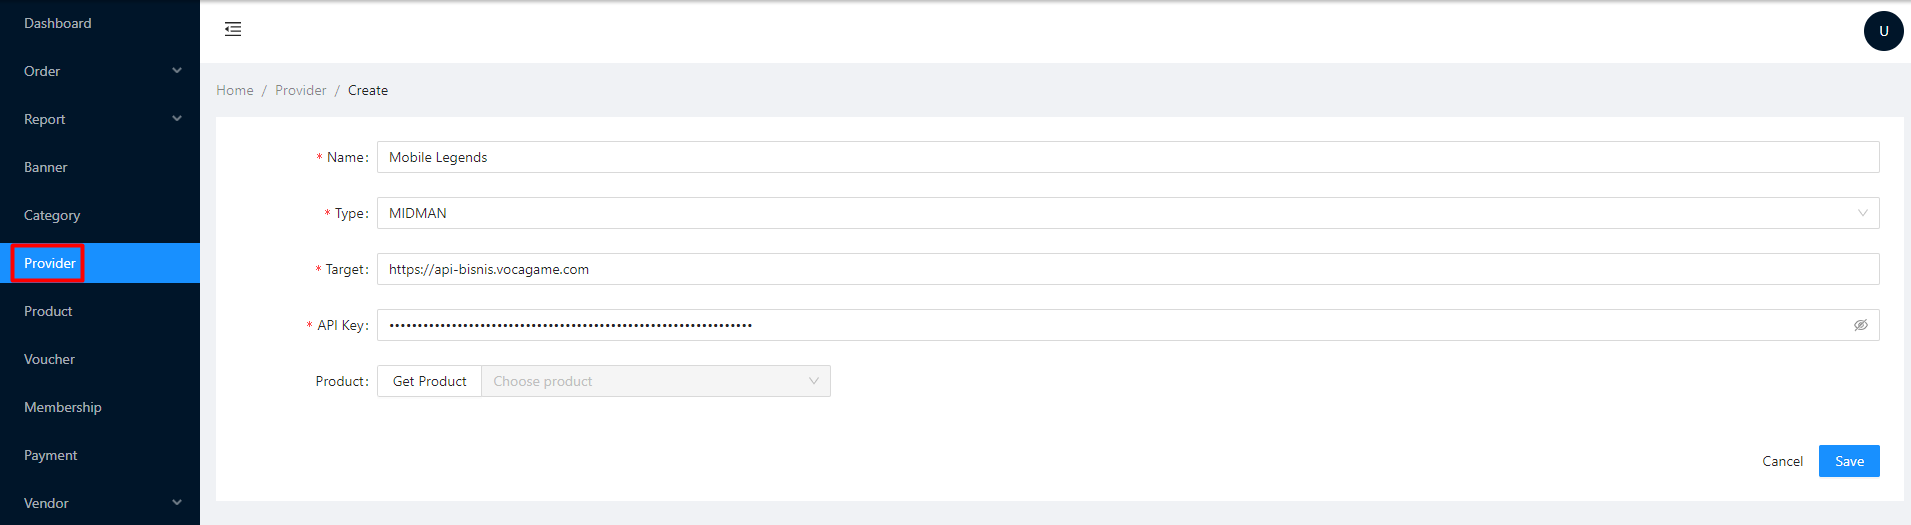 Dashboard
Order
Report
Banner
Category
Provider
Product
Voucher
Membership
Payment
Vendor
U
Home / Provider / Create
* Name: Mobile Legends
* Type: MIDMAN
* Target: https://api-bisnis.vocagame.com
* API Key: ••••••••••••••••••••••••••••••••••••••••••••••••••••••••••••••••
Product: Get Product Choose product
Cancel Save